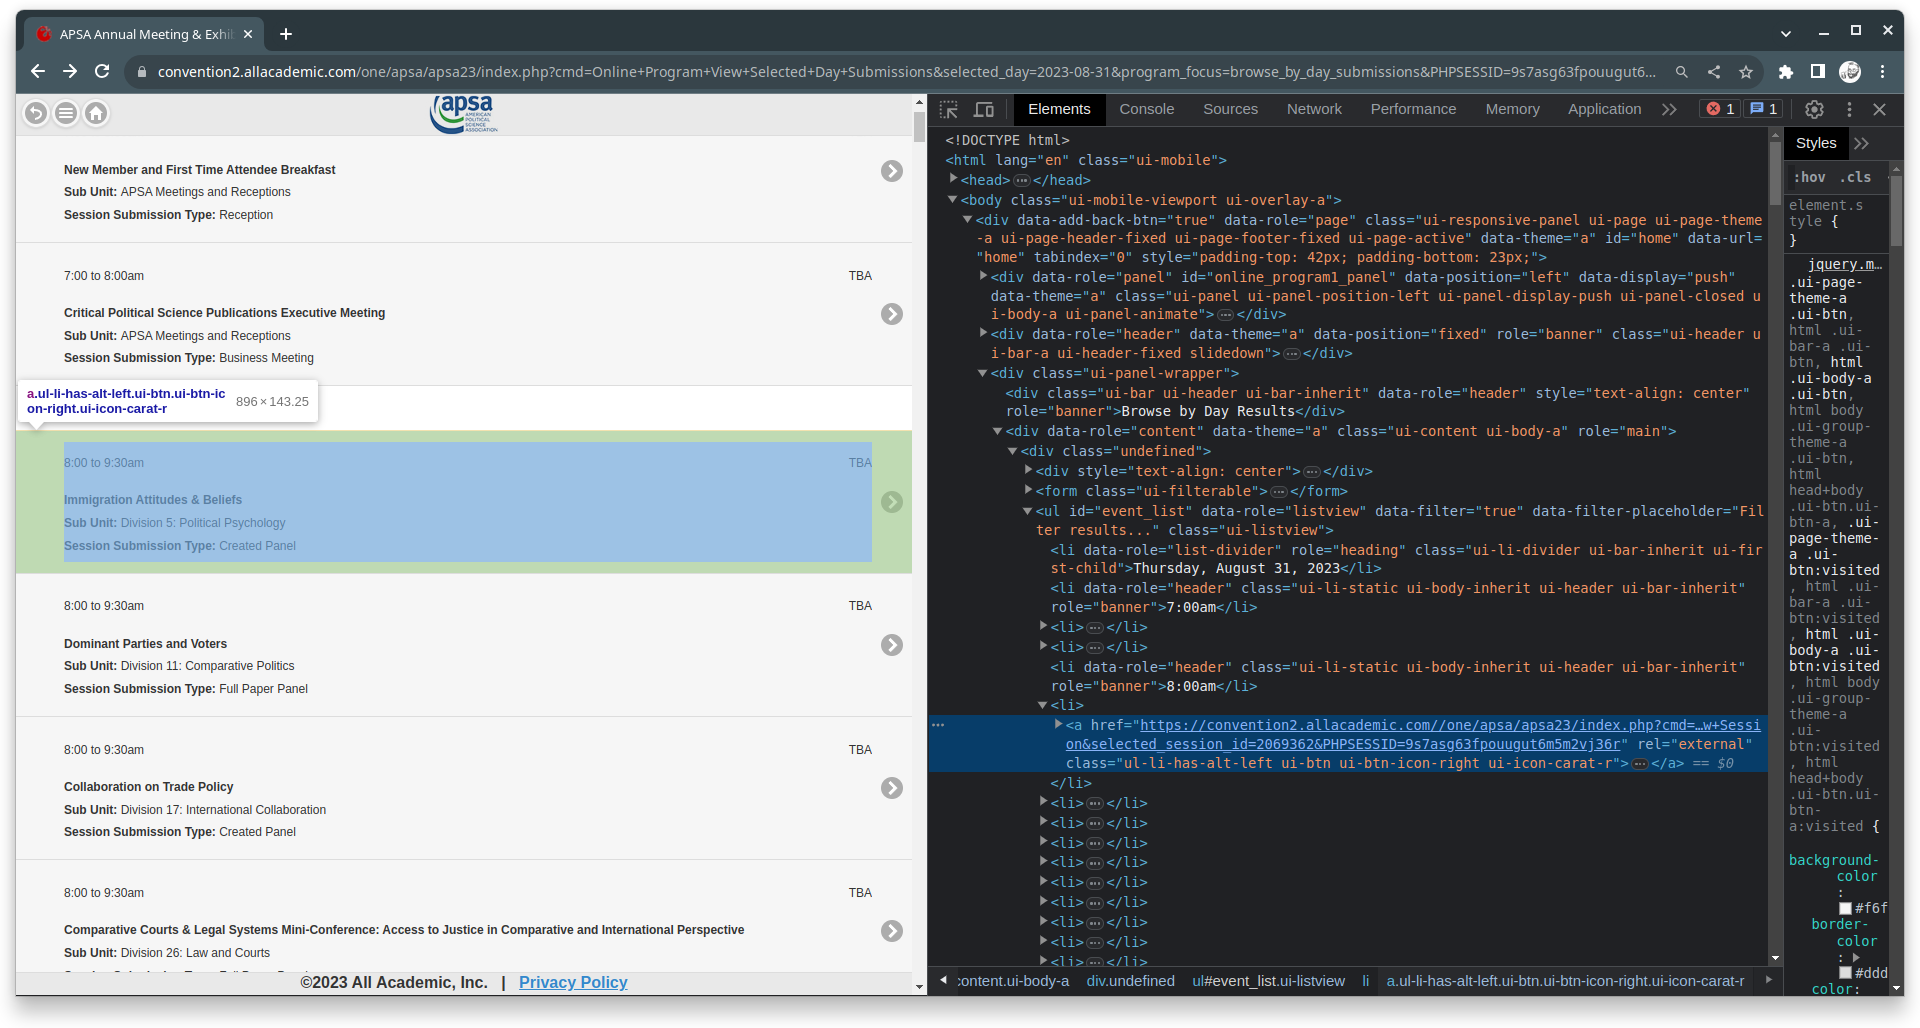 APSA Annual Meeting & Exhib
convention2.allacademic.com/one/apsa/apsa23/index.php?cmd=Online+Program+View+Selected+Day+Submissions&selected_day=2023-08-31&program_focus=browse_by_day_submissions&PHPSESSID=9s7asg63fpouugut6...
apsa
AMERICAN
POLITICAL
SCIENCE
ASSOCIATION
New Member and First Time Attendee Breakfast
Sub Unit: APSA Meetings and Receptions
Session Submission Type: Reception
7:00 to 8:00am TBA
Critical Political Science Publications Executive Meeting
Sub Unit: APSA Meetings and Receptions
Session Submission Type: Business Meeting
a.ul-li-has-alt-left.ui-btn.ui-btn-ic
on-right.ui-icon-carat-r 896 × 143.25
8:00 to 9:30am TBA
Immigration Attitudes & Beliefs
Sub Unit: Division 5: Political Psychology
Session Submission Type: Created Panel
8:00 to 9:30am TBA
Dominant Parties and Voters
Sub Unit: Division 11: Comparative Politics
Session Submission Type: Full Paper Panel
8:00 to 9:30am TBA
Collaboration on Trade Policy
Sub Unit: Division 17: International Collaboration
Session Submission Type: Created Panel
8:00 to 9:30am TBA
Comparative Courts & Legal Systems Mini-Conference: Access to Justice in Comparative and International Perspective
Sub Unit: Division 26: Law and Courts
©2023 All Academic, Inc. | Privacy Policy
Elements Console Sources Network Performance Memory Application 1 1
<!DOCTYPE html>
<html lang="en" class="ui-mobile">
<head>…</head>
<body class="ui-mobile-viewport ui-overlay-a">
<div data-add-back-btn="true" data-role="page" class="ui-responsive-panel ui-page ui-page-theme
-a ui-page-header-fixed ui-page-footer-fixed ui-page-active" data-theme="a" id="home" data-url=
"home" tabindex="0" style="padding-top: 42px; padding-bottom: 23px;">
<div data-role="panel" id="online_program1_panel" data-position="left" data-display="push"
data-theme="a" class="ui-panel ui-panel-position-left ui-panel-display-push ui-panel-closed u
i-body-a ui-panel-animate">…</div>
<div data-role="header" data-theme="a" data-position="fixed" role="banner" class="ui-header u
i-bar-a ui-header-fixed slidedown">…</div>
<div class="ui-panel-wrapper">
<div class="ui-bar ui-header ui-bar-inherit" data-role="header" style="text-align: center"
role="banner">Browse by Day Results</div>
<div data-role="content" data-theme="a" class="ui-content ui-body-a" role="main">
<div class="undefined">
<div style="text-align: center">…</div>
<form class="ui-filterable">…</form>
<ul id="event_list" data-role="listview" data-filter="true" data-filter-placeholder="Fil
ter results..." class="ui-listview">
<li data-role="list-divider" role="heading" class="ui-li-divider ui-bar-inherit ui-fir
st-child">Thursday, August 31, 2023</li>
<li data-role="header" class="ui-li-static ui-body-inherit ui-header ui-bar-inherit"
role="banner">7:00am</li>
<li>…</li>
<li>…</li>
<li data-role="header" class="ui-li-static ui-body-inherit ui-header ui-bar-inherit"
role="banner">8:00am</li>
<li>
<a href="https://convention2.allacademic.com//one/apsa/apsa23/index.php?cmd=…w+Sessi
on&selected_session_id=2069362&PHPSESSID=9s7asg63fpouugut6m5m2vj36r" rel="external"
class="ul-li-has-alt-left ui-btn ui-btn-icon-right ui-icon-carat-r">…</a> == $0
</li>
<li>…</li>
<li>…</li>
<li>…</li>
<li>…</li>
<li>…</li>
<li>…</li>
<li>…</li>
<li>…</li>
<li>…</li>
content.ui-body-a div.undefined ul#event_list.ui-listview li a.ul-li-has-alt-left.ui-btn.ui-btn-icon-right.ui-icon-carat-r
Styles
:hov .cls
element.s
tyle {
}
jquery.m…
.ui-page-
theme-a
.ui-btn,
html .ui-
bar-a .ui-
btn, html
.ui-body-a
.ui-btn,
html body
.ui-group-
theme-a
.ui-btn,
html
head+body
.ui-btn.ui-
btn-a, .ui-
page-theme-
a .ui-
btn:visited
, html .ui-
bar-a .ui-
btn:visited
, html .ui-
body-a .ui-
btn:visited
, html body
.ui-group-
theme-a
.ui-
btn:visited
, html
head+body
.ui-btn.ui-
btn-
a:visited {
background-
color
:
#f6f
border-
color
:
#ddd
color: